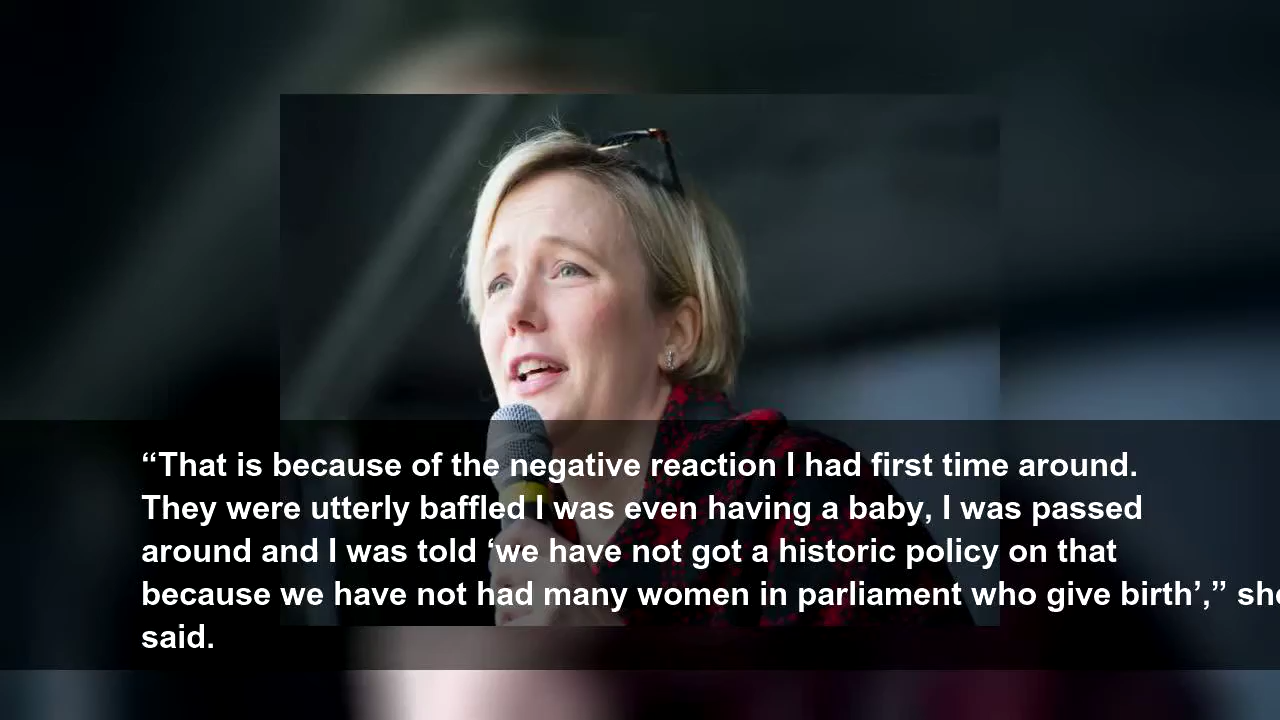 “That is because of the negative reaction I had first time around.
They were utterly baffled I was even having a baby, I was passed
around and I was told ‘we have not got a historic policy on that
because we have not had many women in parliament who give birth’,” she
said.